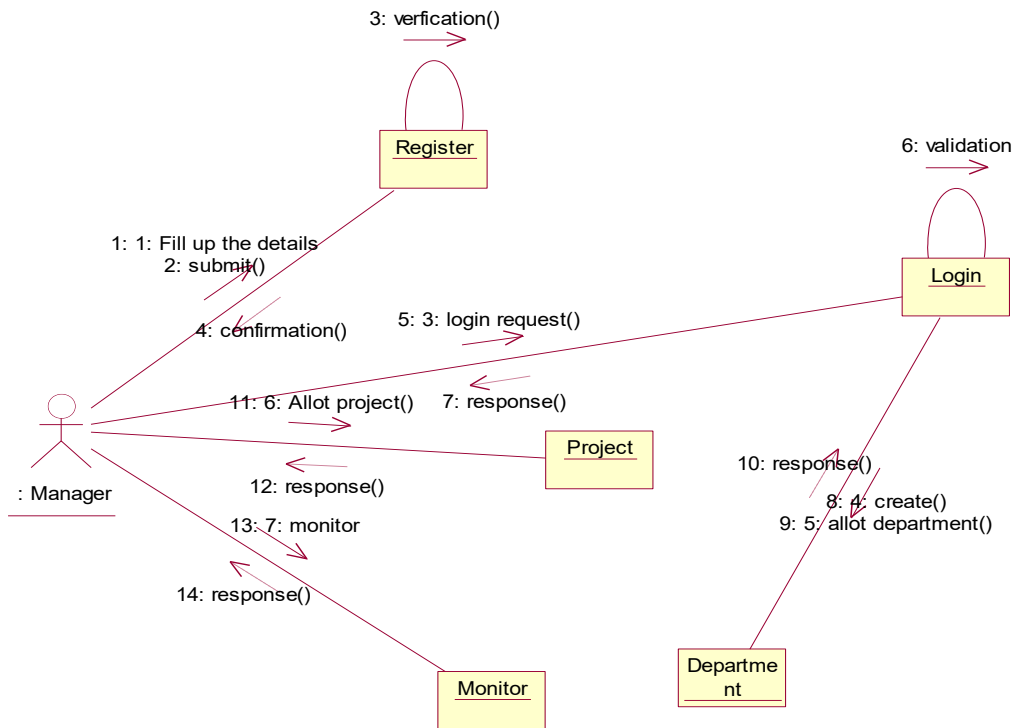 3: verfication()
Register
6: validation
1: 1: Fill up the details
2: submit()
Login
4: confirmation()
5: 3: login request()
11: 6: Allot project()
7: response()
Project
: Manager
12: response()
10: response()
8: 4: create()
9: 5: allot department()
13: 7: monitor
14: response()
Monitor
Departme
nt